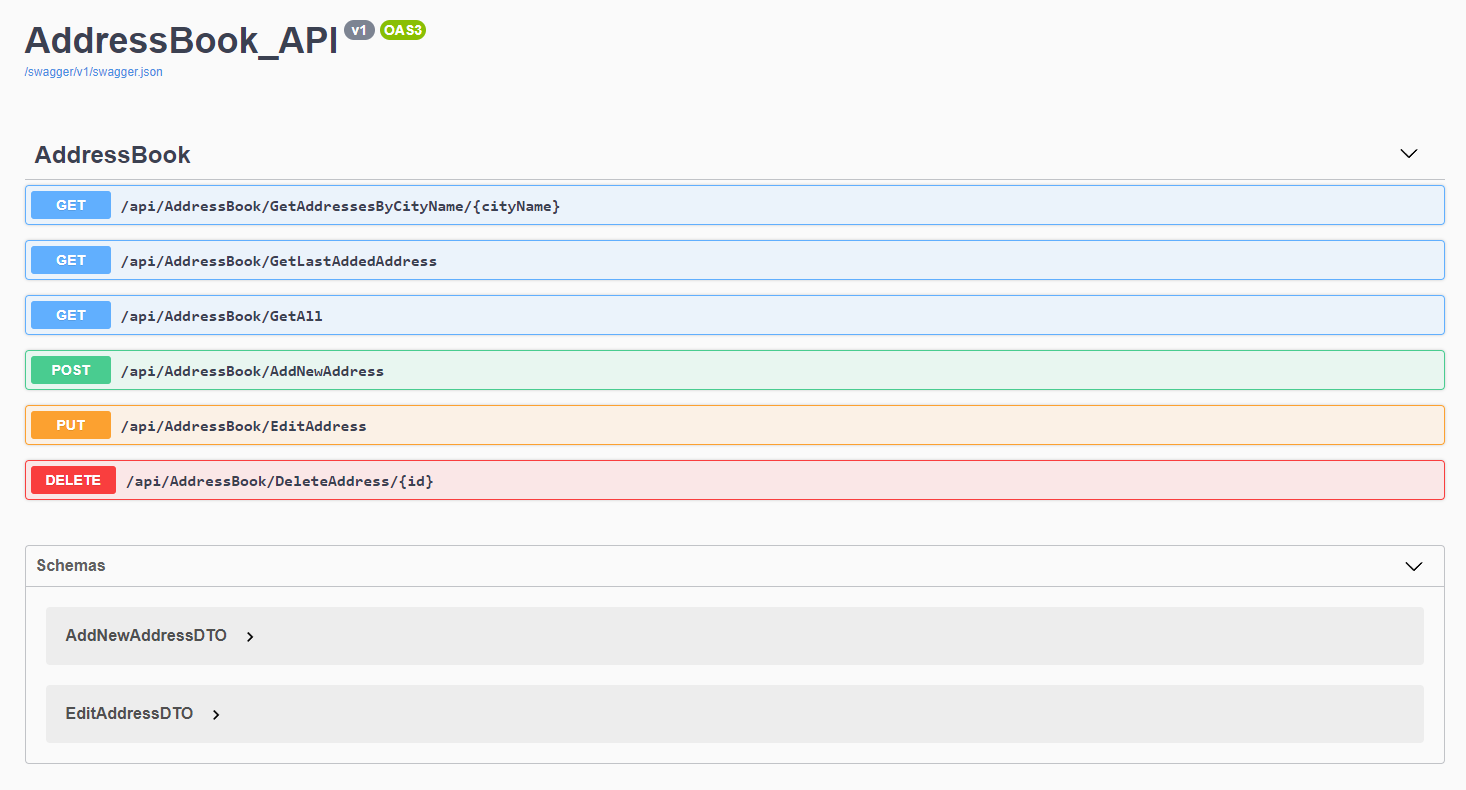 AddressBook_API v1 OAS3
/swagger/v1/swagger.json
AddressBook
GET /api/AddressBook/GetAddressesByCityName/{cityName}
GET /api/AddressBook/GetLastAddedAddress
GET /api/AddressBook/GetAll
POST /api/AddressBook/AddNewAddress
PUT /api/AddressBook/EditAddress
DELETE /api/AddressBook/DeleteAddress/{id}
Schemas
AddNewAddressDTO
EditAddressDTO